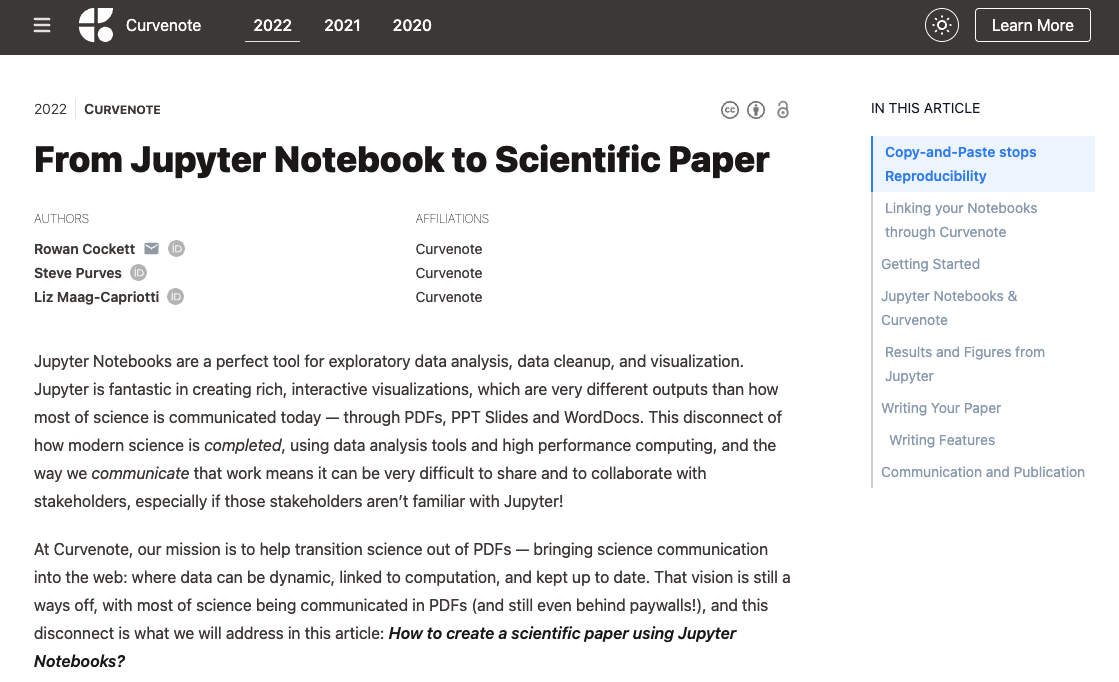 Curvenote 2022 2021 2020 Learn More
2022 CURVENOTE
From Jupyter Notebook to Scientific Paper
AUTHORS AFFILIATIONS
Rowan Cockett iD Curvenote
Steve Purves iD Curvenote
Liz Maag-Capriotti iD Curvenote
Jupyter Notebooks are a perfect tool for exploratory data analysis, data cleanup, and visualization.
Jupyter is fantastic in creating rich, interactive visualizations, which are very different outputs than how
most of science is communicated today — through PDFs, PPT Slides and WordDocs. This disconnect of
how modern science is completed, using data analysis tools and high performance computing, and the
way we communicate that work means it can be very difficult to share and to collaborate with
stakeholders, especially if those stakeholders aren’t familiar with Jupyter!
At Curvenote, our mission is to help transition science out of PDFs — bringing science communication
into the web: where data can be dynamic, linked to computation, and kept up to date. That vision is still a
ways off, with most of science being communicated in PDFs (and still even behind paywalls!), and this
disconnect is what we will address in this article: How to create a scientific paper using Jupyter
Notebooks?
IN THIS ARTICLE
Copy-and-Paste stops
Reproducibility
Linking your Notebooks
through Curvenote
Getting Started
Jupyter Notebooks &
Curvenote
Results and Figures from
Jupyter
Writing Your Paper
Writing Features
Communication and Publication